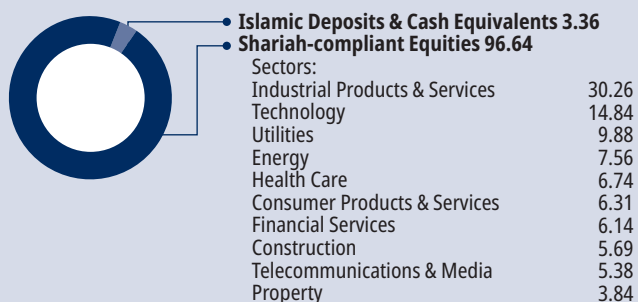 Islamic Deposits & Cash Equivalents 3.36
Shariah-compliant Equities 96.64
Sectors:
Industrial Products & Services 30.26
Technology 14.84
Utilities 9.88
Energy 7.56
Health Care 6.74
Consumer Products & Services 6.31
Financial Services 6.14
Construction 5.69
Telecommunications & Media 5.38
Property 3.84